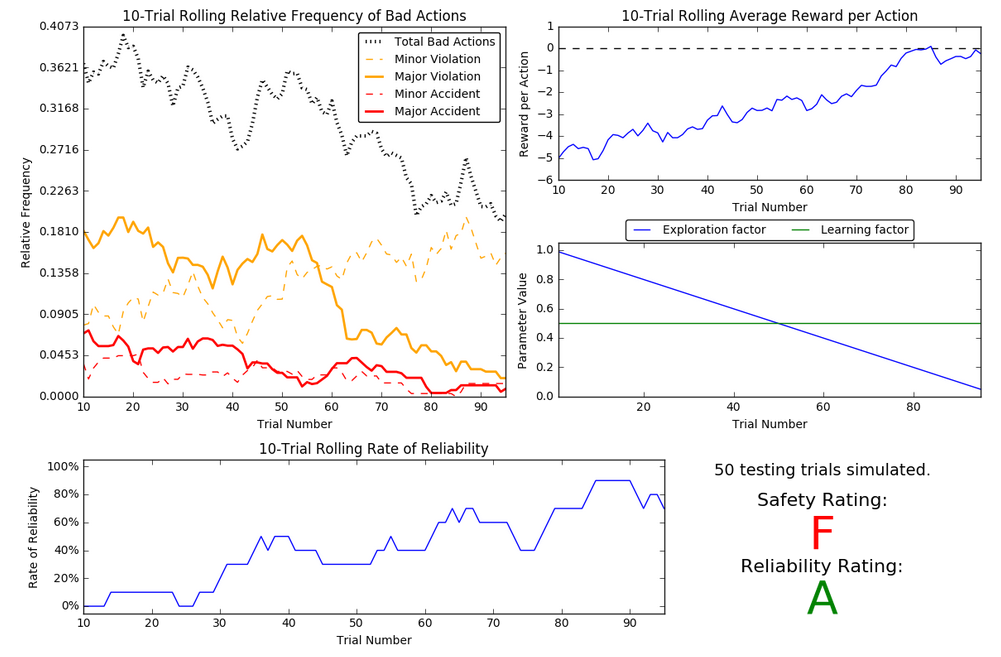 10-Trial Rolling Relative Frequency of Bad Actions
Relative Frequency
0.4073
0.3621
0.3168
0.2716
0.2263
0.1810
0.1358
0.0905
0.0453
0.0000
Total Bad Actions
Minor Violation
Major Violation
Minor Accident
Major Accident
10 20 30 40 50 60 70 80 90
Trial Number
10-Trial Rolling Average Reward per Action
Reward per Action
1
0
−1
−2
−3
−4
−5
−6
10 20 30 40 50 60 70 80 90
Trial Number
Exploration factor Learning factor
Parameter Value
1.0
0.8
0.6
0.4
0.2
0.0
20 40 60 80
Trial Number
10-Trial Rolling Rate of Reliability
Rate of Reliability
100%
80%
60%
40%
20%
0%
10 20 30 40 50 60 70 80 90
Trial Number
50 testing trials simulated.
Safety Rating:
F
Reliability Rating:
A